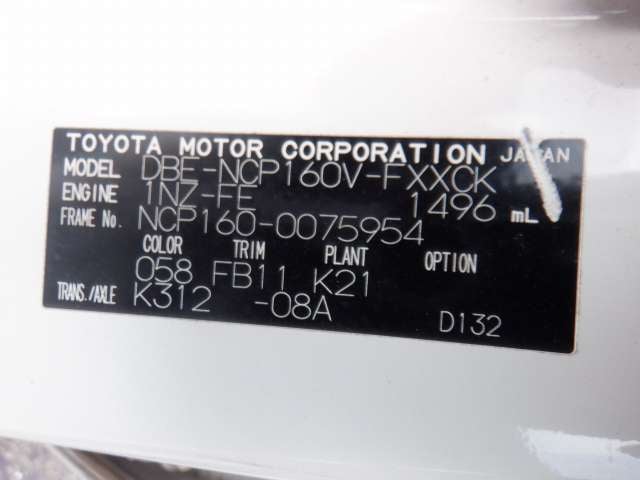 TOYOTA MOTOR CORPORATION JAPAN
MODEL DBE-NCP160V-FXXCK
ENGINE 1NZ-FE 1496 mL
FRAME No. NCP160-0075954
COLOR TRIM PLANT OPTION
058 FB11 K21
TRANS./AXLE K312 -08A
D132